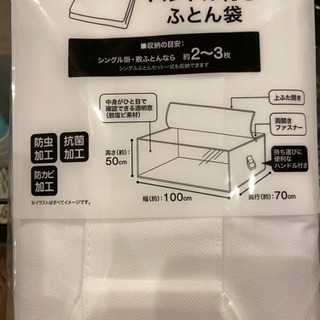 ふとん袋
■収納の目安:
シングル掛・敷ふとんなら 約2～3枚
シングルふとんセット一式も収納できます
中身がひと目で
確認できる透明窓
(脱塩ビ素材)
上ふた開き
両開き
ファスナー
防虫
加工
抗菌
加工
防カビ
加工
高さ(約):
50cm
幅(約):100cm
奥行(約):70cm
持ち運びに
便利な
ハンドル付き
※イラストはすべてイメージです。